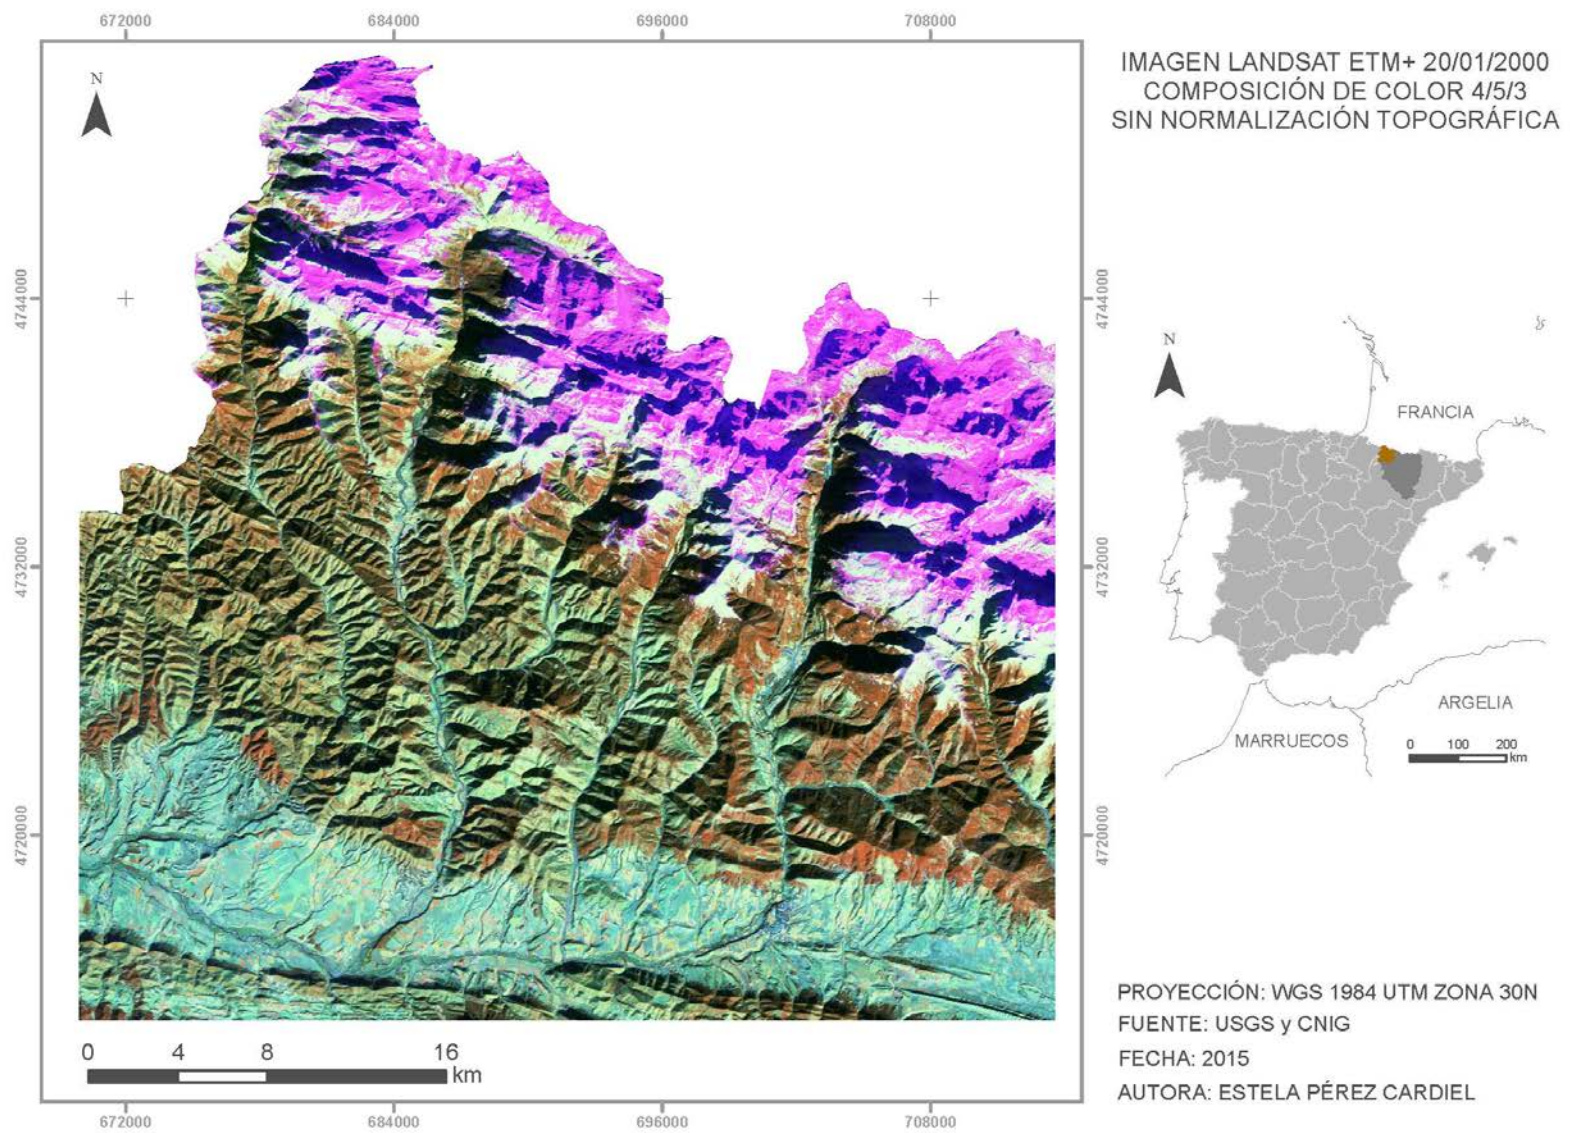 672000
684000
696000
708000
N
IMAGEN LANDSAT ETM+ 20/01/2000
COMPOSICIÓN DE COLOR 4/5/3
SIN NORMALIZACIÓN TOPOGRÁFICA
4744000
4744000
N
FRANCIA
4732000
4732000
ARGELIA
MARRUECOS
0 100 200
km
4720000
4720000
PROYECCIÓN: WGS 1984 UTM ZONA 30N
FUENTE: USGS y CNIG
FECHA: 2015
AUTORA: ESTELA PÉREZ CARDIEL
0 4 8 16
km
672000
684000
696000
708000